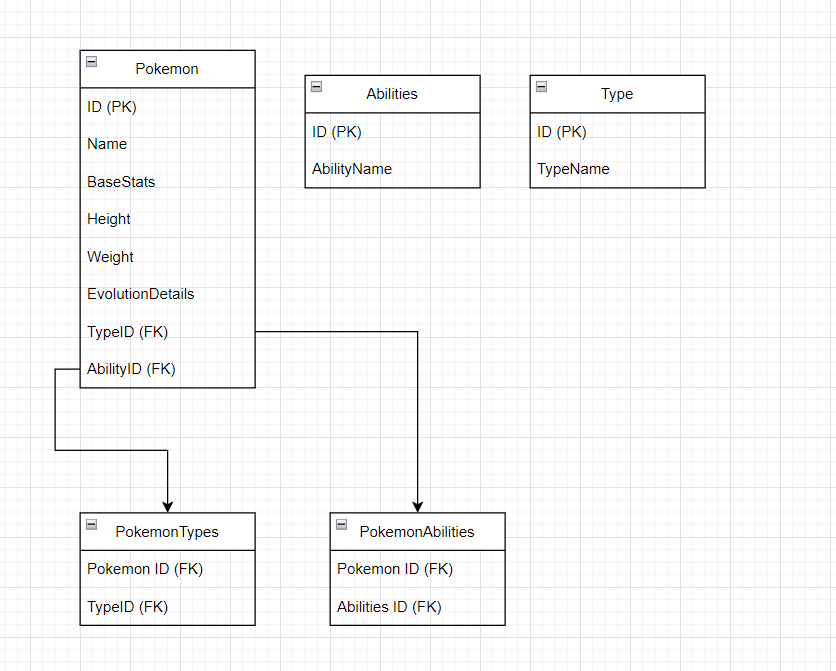 Pokemon
ID (PK)
Name
BaseStats
Height
Weight
EvolutionDetails
TypeID (FK)
AbilityID (FK)
Abilities
ID (PK)
AbilityName
Type
ID (PK)
TypeName
PokemonTypes
Pokemon ID (FK)
TypeID (FK)
PokemonAbilities
Pokemon ID (FK)
Abilities ID (FK)